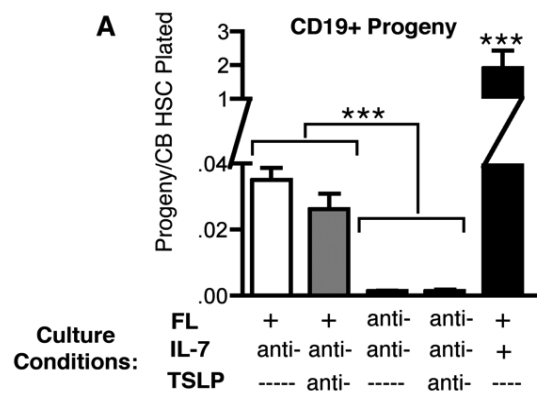 A
CD19+ Progeny
Progeny/CB HSC Plated
3
2
1
.04
.02
.00
***
***
Culture Conditions:
FL + + anti- anti- +
IL-7 anti- anti- anti- anti- +
TSLP ----- anti- ----- anti- ----